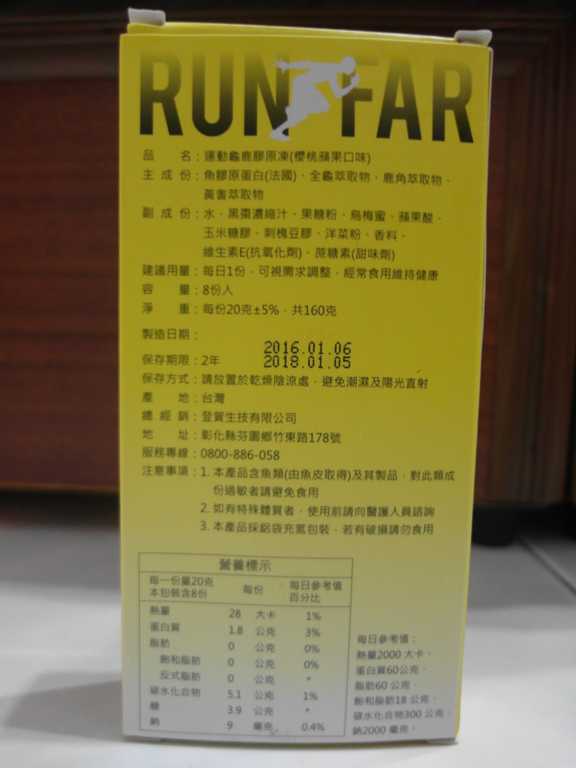 RUN FAR
品 名：運動龜鹿膠原凍(櫻桃蘋果口味)
主 成 份：魚膠原蛋白(法國)、全龜萃取物、鹿角萃取物、
黃耆萃取物
副 成 份：水、黑棗濃縮汁、果糖粉、烏梅蜜、蘋果酸、
玉米糖膠、刺槐豆膠、洋菜粉、香料、
維生素E(抗氧化劑)、蔗糖素(甜味劑)
建議用量：每日1份，可視需求調整，經常食用維持健康
容 量：8份入
淨 重：每份20克±5%，共160克
製造日期：
2016.01.06
保存期限：2年 2018.01.05
保存方式：請放置於乾燥陰涼處，避免潮濕及陽光直射
產 地：台灣
總 經 銷：登賀生技有限公司
地 址：彰化縣芬園鄉竹東路178號
服務專線：0800-886-058
注意事項：1. 本產品含魚類(由魚皮取得)及其製品，對此類成
份過敏者請避免食用
2. 如有特殊體質者，使用前請向醫護人員諮詢
3. 本產品採鋁袋充氮包裝，若有破損請勿食用
營養標示
每一份量20克
本包裝含8份 每份 每日參考值
百分比
熱量 28 大卡 1%
蛋白質 1.8 公克 3%
脂肪 0 公克 0%
飽和脂肪 0 公克 0%
反式脂肪 0 公克 *
碳水化合物 5.1 公克 1%
糖 3.9 公克 *
鈉 9 毫克 0.4%
每日參考值：
熱量2000 大卡、
蛋白質60公克、
脂肪60 公克、
飽和脂肪18 公克、
碳水化合物300 公克、
鈉2000 毫克。